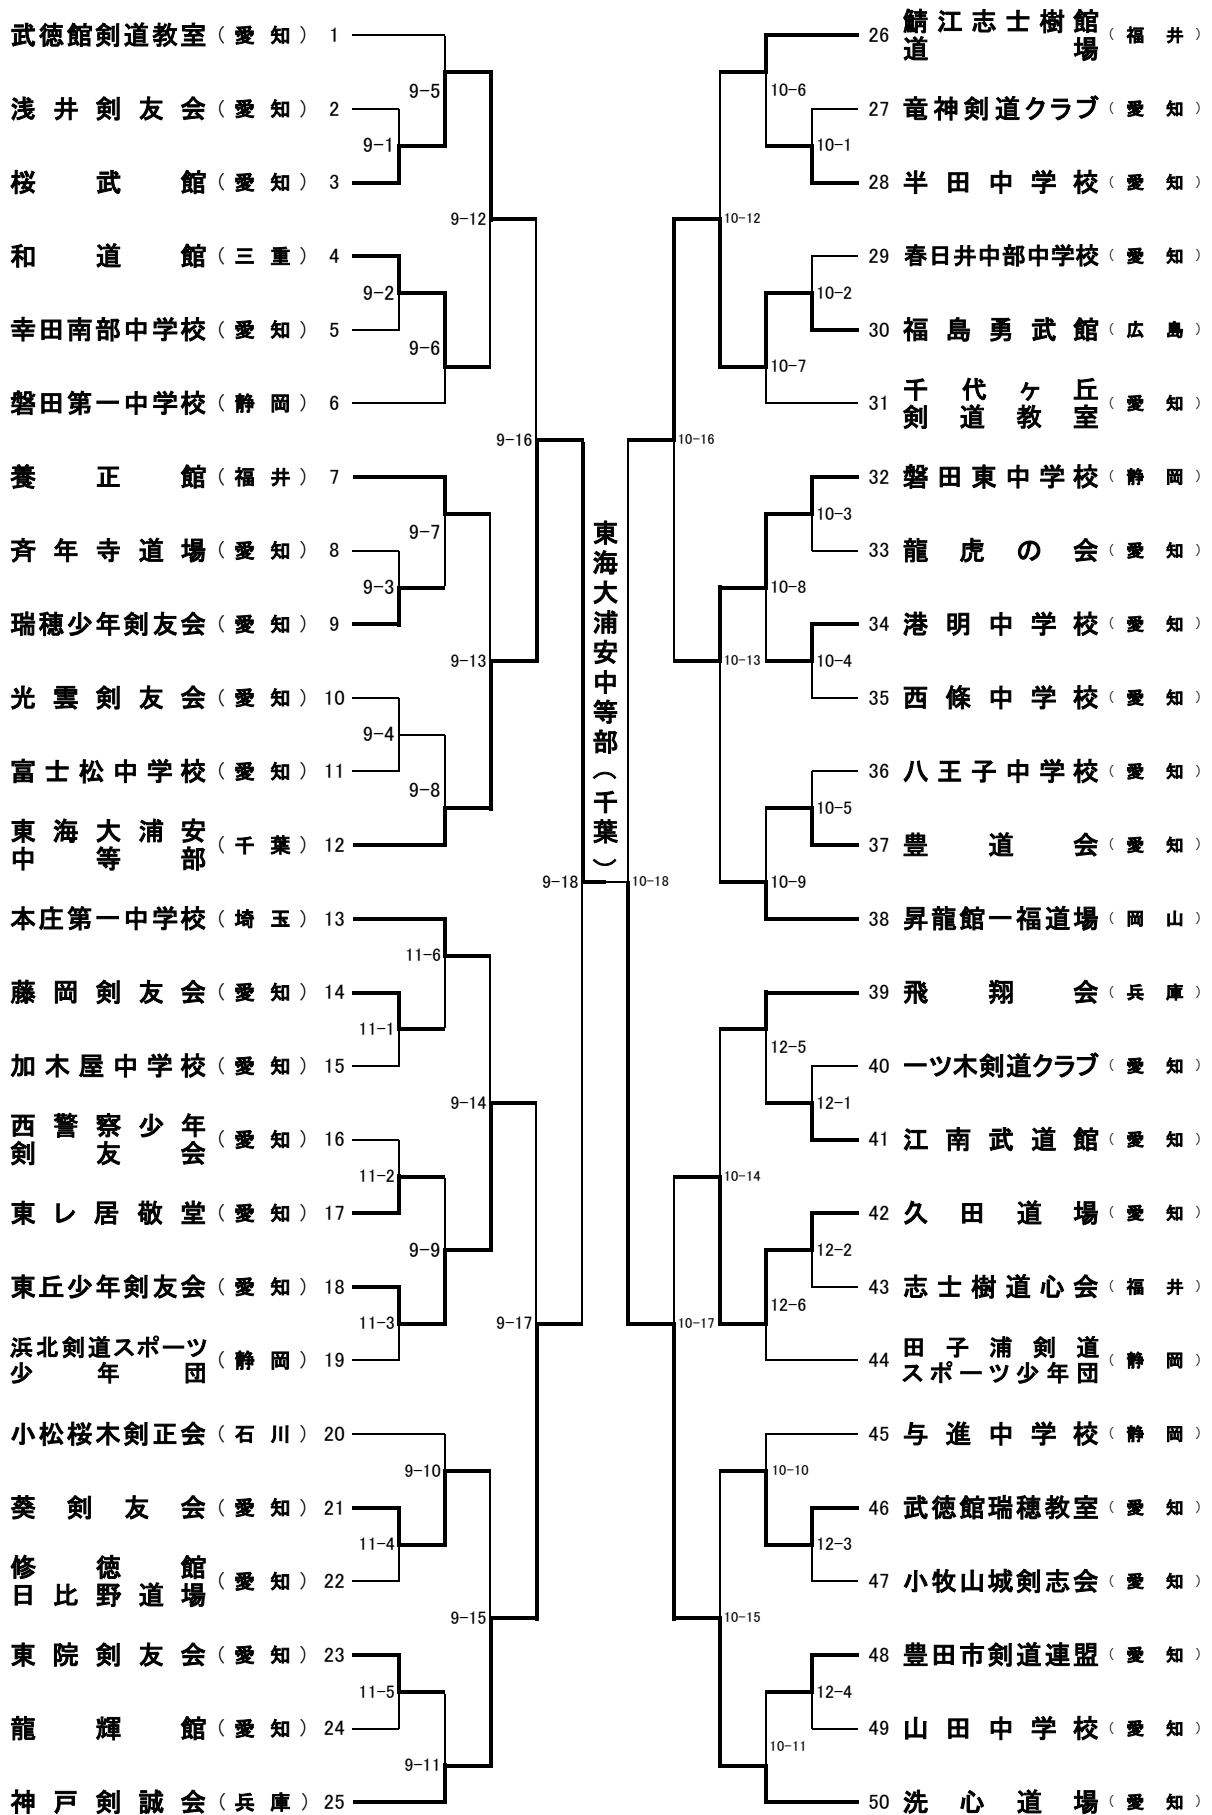 武徳館剣道教室（愛知）1
9-5
浅井剣友会（愛知）2
9-1
桜武館（愛知）3
9-12
和道館（三重）4
9-2
幸田南部中学校（愛知）5
9-6
磐田第一中学校（静岡）6
9-16
養正館（福井）7
9-7
斉年寺道場（愛知）8
9-3
瑞穂少年剣友会（愛知）9
9-13
光雲剣友会（愛知）10
9-4
富士松中学校（愛知）11
9-8
東海大浦安
中等部（千葉）12
9-18
本庄第一中学校（埼玉）13
11-6
藤岡剣友会（愛知）14
11-1
加木屋中学校（愛知）15
9-14
西警察少年
剣友会（愛知）16
11-2
東レ居敬堂（愛知）17
9-9
東丘少年剣友会（愛知）18
11-3
9-17
浜北剣道スポーツ
少年団（静岡）19
小松桜木剣正会（石川）20
9-10
葵剣友会（愛知）21
11-4
修徳館
日比野道場（愛知）22
9-15
東院剣友会（愛知）23
11-5
龍輝館（愛知）24
9-11
神戸剣誠会（兵庫）25
東海大浦安中等部（千葉）
26 鯖江志士樹館
道場（福井）
10-6
27 竜神剣道クラブ（愛知）
10-1
28 半田中学校（愛知）
10-12
29 春日井中部中学校（愛知）
10-2
30 福島勇武館（広島）
10-7
31 千代ヶ丘
剣道教室（愛知）
10-16
32 磐田東中学校（静岡）
10-3
33 龍虎の会（愛知）
10-8
34 港明中学校（愛知）
10-13
10-4
35 西條中学校（愛知）
36 八王子中学校（愛知）
10-5
37 豊道会（愛知）
10-18
10-9
38 昇龍館一福道場（岡山）
39 飛翔会（兵庫）
12-5
40 一ツ木剣道クラブ（愛知）
12-1
41 江南武道館（愛知）
10-14
42 久田道場（愛知）
12-2
43 志士樹道心会（福井）
12-6
10-17
44 田子浦剣道
スポーツ少年団（静岡）
45 与進中学校（静岡）
10-10
46 武徳館瑞穂教室（愛知）
12-3
47 小牧山城剣志会（愛知）
10-15
48 豊田市剣道連盟（愛知）
12-4
49 山田中学校（愛知）
10-11
50 洗心道場（愛知）